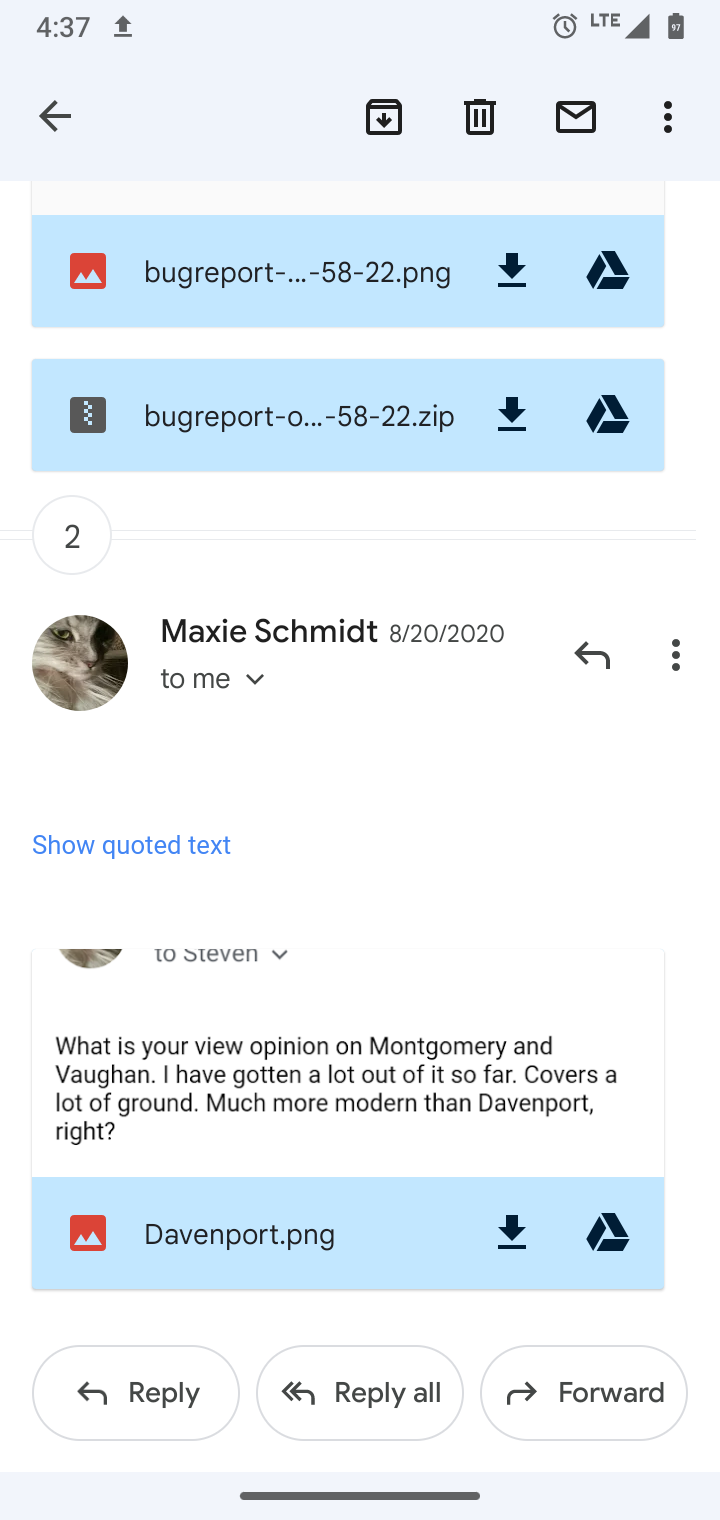 4:37 LTE 97
bugreport-...-58-22.png
bugreport-o...-58-22.zip
2
Maxie Schmidt 8/20/2020
to me
Show quoted text
to Steven
What is your view opinion on Montgomery and
Vaughan. I have gotten a lot out of it so far. Covers a
lot of ground. Much more modern than Davenport,
right?
Davenport.png
Reply Reply all Forward